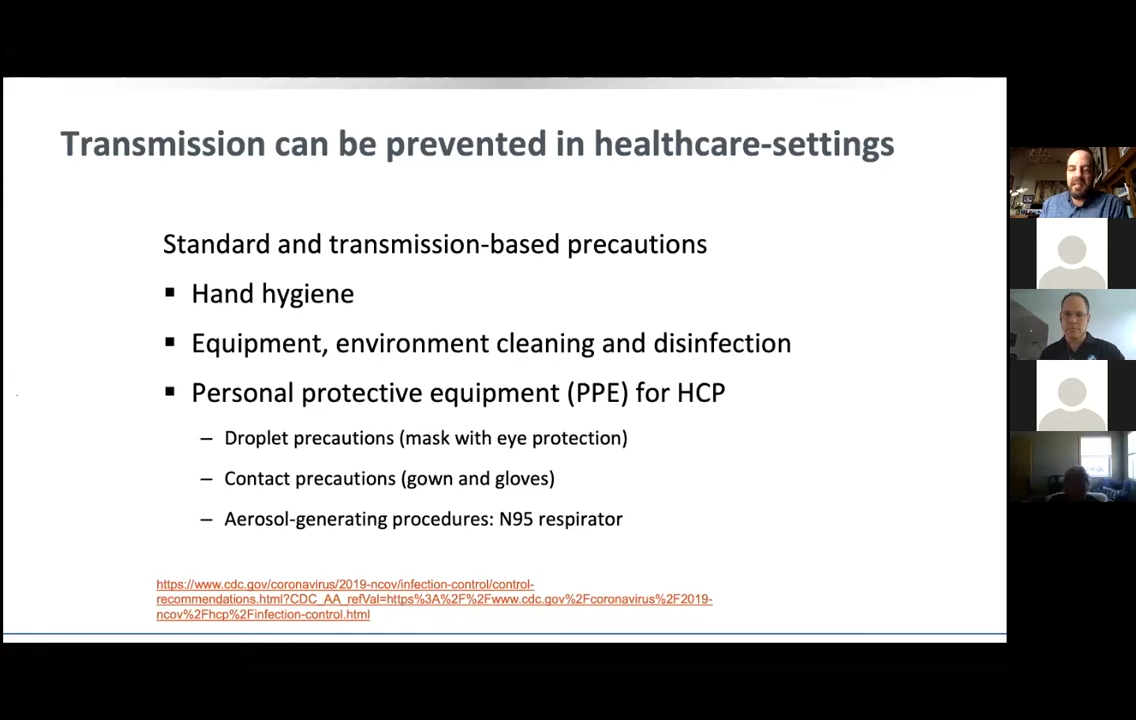 Transmission can be prevented in healthcare-settings
Standard and transmission-based precautions
▪ Hand hygiene
▪ Equipment, environment cleaning and disinfection
▪ Personal protective equipment (PPE) for HCP
– Droplet precautions (mask with eye protection)
– Contact precautions (gown and gloves)
– Aerosol-generating procedures: N95 respirator
https://www.cdc.gov/coronavirus/2019-ncov/infection-control/control-
recommendations.html?CDC_AA_refVal=https%3A%2F%2Fwww.cdc.gov%2Fcoronavirus%2F2019-
ncov%2Fhcp%2Finfection-control.html